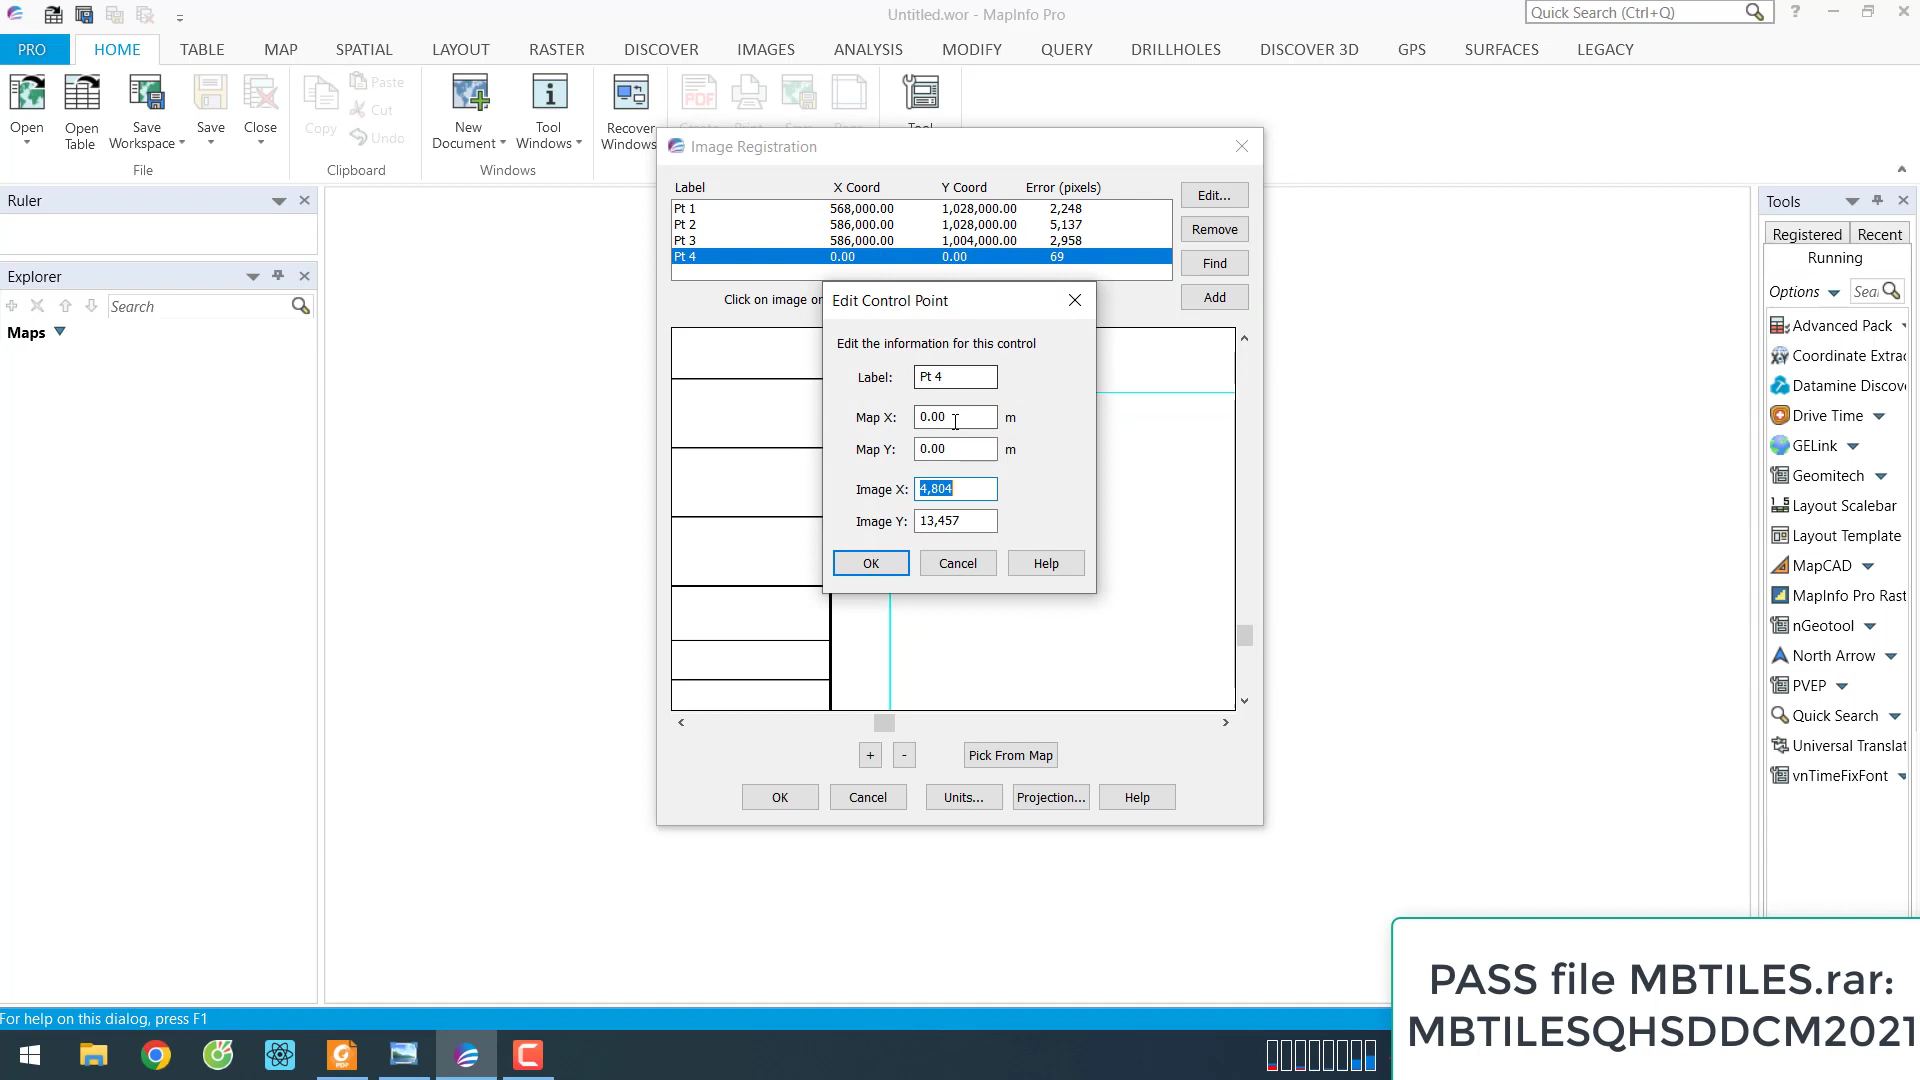 Untitled.wor - MapInfo Pro
Quick Search (Ctrl+Q)
PRO HOME TABLE MAP SPATIAL LAYOUT RASTER DISCOVER IMAGES ANALYSIS MODIFY QUERY DRILLHOLES DISCOVER 3D GPS SURFACES LEGACY
Open
Open Table
Save Workspace
Save
Close
File
Copy
Paste
Cut
Undo
Clipboard
New Document
Tool Windows
Windows
Recover Windows
Tool
Ruler
Explorer
Search
Maps
Image Registration
Label X Coord Y Coord Error (pixels)
Pt 1 568,000.00 1,028,000.00 2,248
Pt 2 586,000.00 1,028,000.00 5,137
Pt 3 586,000.00 1,004,000.00 2,958
Pt 4 0.00 0.00 69
Edit...
Remove
Find
Add
Click on image or
Edit Control Point
Edit the information for this control
Label: Pt 4
Map X: 0.00 m
Map Y: 0.00 m
Image X: 4,804
Image Y: 13,457
OK Cancel Help
+ - Pick From Map
OK Cancel Units... Projection... Help
Tools
Registered Recent
Running
Options Sea
Advanced Pack
Coordinate Extrac
Datamine Discov
Drive Time
GELink
Geomitech
Layout Scalebar
Layout Template
MapCAD
MapInfo Pro Rast
nGeotool
North Arrow
PVEP
Quick Search
Universal Translat
vnTimeFixFont
For help on this dialog, press F1
PASS file MBTILES.rar:
MBTILESQHSDDCM2021